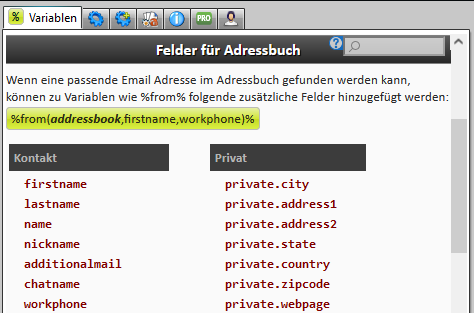 % Variablen PRO
Felder für Adressbuch
Wenn eine passende Email Adresse im Adressbuch gefunden werden kann,
können zu Variablen wie %from% folgende zusätzliche Felder hinzugefügt werden:
%from(addressbook,firstname,workphone)%
Kontakt Privat
firstname private.city
lastname private.address1
name private.address2
nickname private.state
additionalmail private.country
chatname private.zipcode
workphone private.webpage